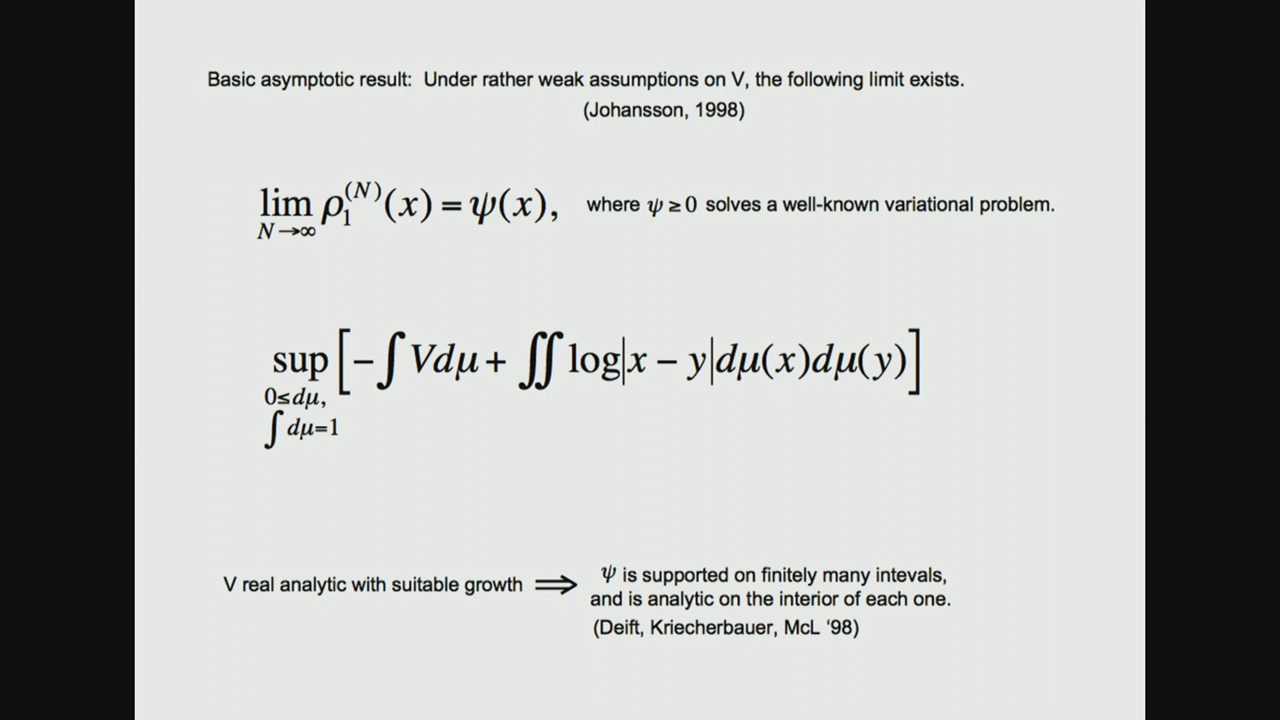 Basic asymptotic result: Under rather weak assumptions on V, the following limit exists.
(Johansson, 1998)
lim ρ₁^(N)(x) = ψ(x), where ψ ≥ 0 solves a well-known variational problem.
N→∞
sup [−∫Vdμ + ∬ log|x − y|dμ(x)dμ(y)]
0≤dμ,
∫dμ=1
V real analytic with suitable growth ⟹ ψ is supported on finitely many intevals,
and is analytic on the interior of each one.
(Deift, Kriecherbauer, McL '98)